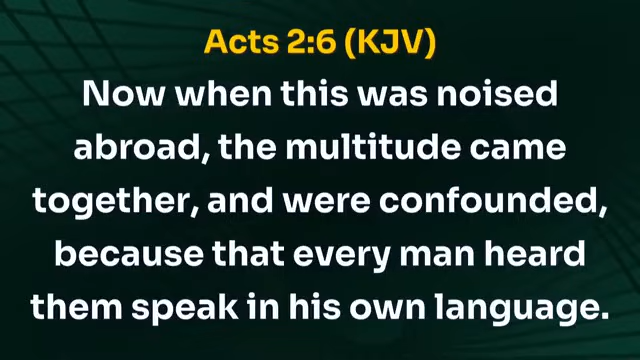 Acts 2:6 (KJV)
Now when this was noised
abroad, the multitude came
together, and were confounded,
because that every man heard
them speak in his own language.